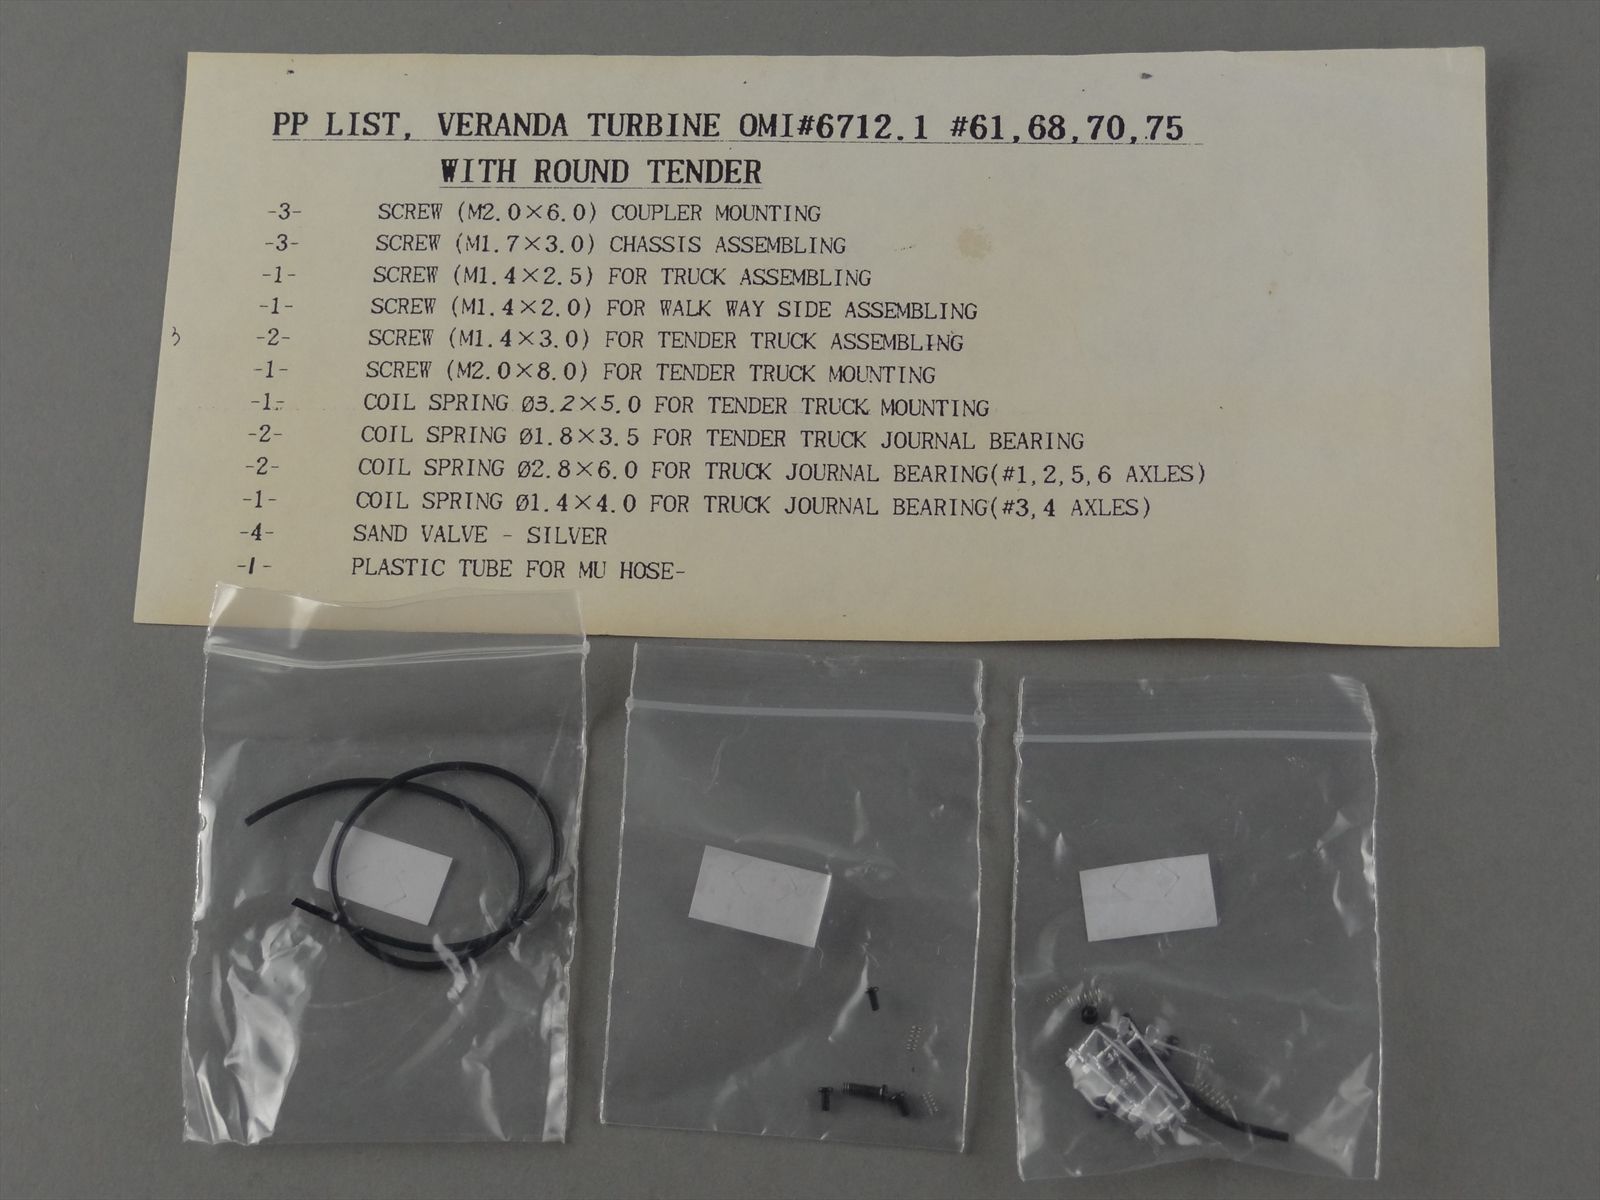 PP LIST, VERANDA TURBINE OMI#6712.1 #61,68,70,75
WITH ROUND TENDER
-3- SCREW (M2.0×6.0) COUPLER MOUNTING
-3- SCREW (M1.7×3.0) CHASSIS ASSEMBLING
-1- SCREW (M1.4×2.5) FOR TRUCK ASSEMBLING
-1- SCREW (M1.4×2.0) FOR WALK WAY SIDE ASSEMBLING
-2- SCREW (M1.4×3.0) FOR TENDER TRUCK ASSEMBLING
-1- SCREW (M2.0×8.0) FOR TENDER TRUCK MOUNTING
-1- COIL SPRING Ø3.2×5.0 FOR TENDER TRUCK MOUNTING
-2- COIL SPRING Ø1.8×3.5 FOR TENDER TRUCK JOURNAL BEARING
-2- COIL SPRING Ø2.8×6.0 FOR TRUCK JOURNAL BEARING(#1,2,5,6 AXLES)
-1- COIL SPRING Ø1.4×4.0 FOR TRUCK JOURNAL BEARING(#3,4 AXLES)
-4- SAND VALVE - SILVER
-1- PLASTIC TUBE FOR MU HOSE-